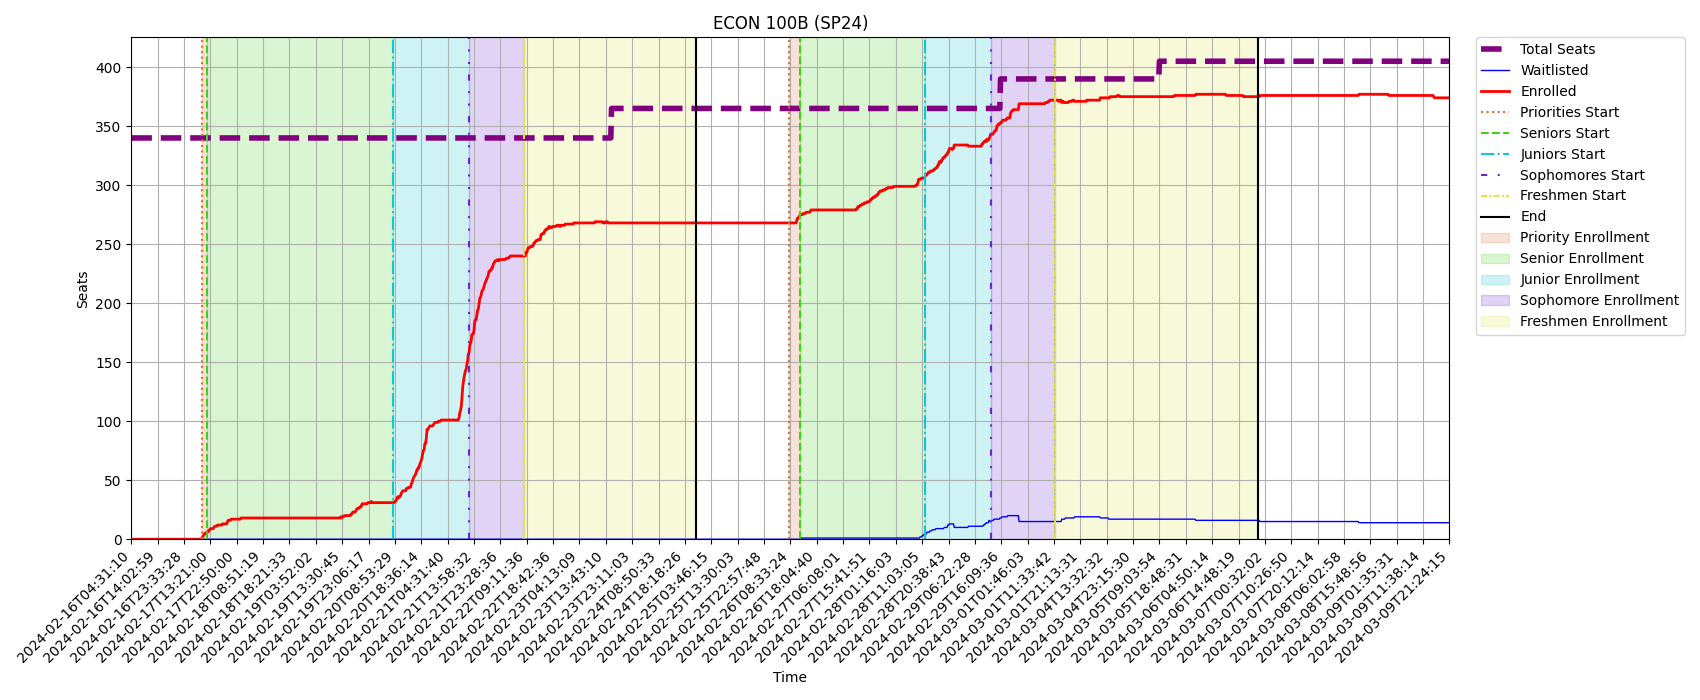 ECON 100B (SP24)
Seats
400
350
300
250
200
150
100
50
0
2024-02-16T04:31:10
2024-02-16T14:02:59
2024-02-16T23:33:28
2024-02-17T13:21:00
2024-02-17T22:50:00
2024-02-18T08:51:19
2024-02-18T18:21:33
2024-02-19T03:52:02
2024-02-19T13:30:45
2024-02-19T23:06:17
2024-02-20T08:53:29
2024-02-20T18:36:14
2024-02-21T04:31:40
2024-02-21T13:58:32
2024-02-21T23:28:36
2024-02-22T09:11:36
2024-02-22T18:42:36
2024-02-23T04:13:09
2024-02-23T13:43:10
2024-02-23T23:11:03
2024-02-24T08:50:33
2024-02-24T18:18:26
2024-02-25T03:46:15
2024-02-25T13:30:03
2024-02-25T22:57:48
2024-02-26T08:33:24
2024-02-26T18:04:40
2024-02-27T06:08:01
2024-02-27T15:41:51
2024-02-28T01:16:03
2024-02-28T11:03:05
2024-02-28T20:38:43
2024-02-29T06:22:28
2024-02-29T16:09:36
2024-03-01T01:46:03
2024-03-01T11:33:42
2024-03-01T21:13:31
2024-03-04T18:32:32
2024-03-04T23:15:30
2024-03-05T09:03:54
2024-03-05T18:48:31
2024-03-06T04:50:14
2024-03-06T14:48:19
2024-03-07T00:32:02
2024-03-07T10:26:50
2024-03-07T20:12:14
2024-03-08T06:02:58
2024-03-08T15:48:56
2024-03-09T01:35:31
2024-03-09T11:38:14
2024-03-09T21:24:15
Time
Total Seats
Waitlisted
Enrolled
Priorities Start
Seniors Start
Juniors Start
Sophomores Start
Freshmen Start
End
Priority Enrollment
Senior Enrollment
Junior Enrollment
Sophomore Enrollment
Freshmen Enrollment